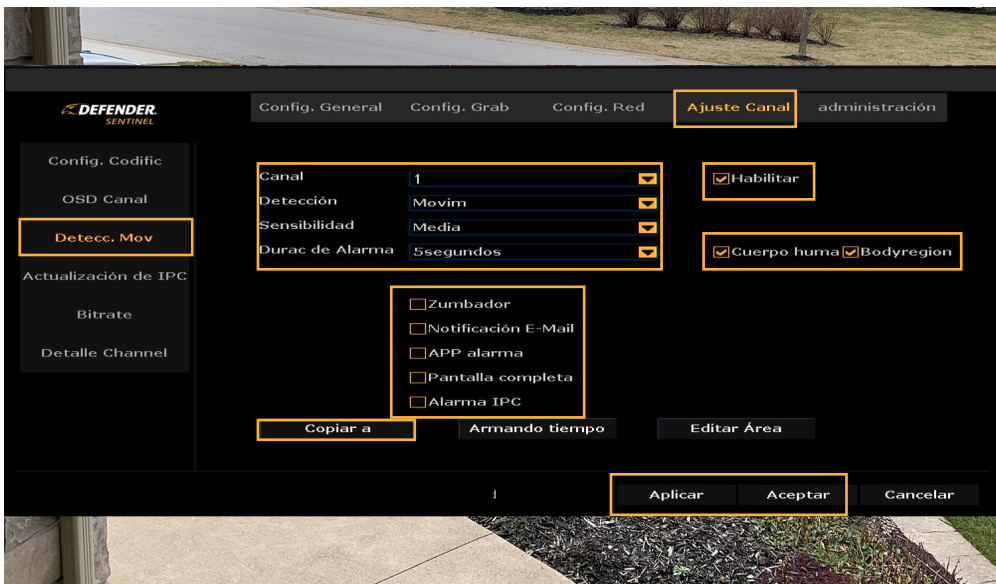 DEFENDER.
SENTINEL
Config. General Config. Grab Config. Red Ajuste Canal administración
Config. Codific
OSD Canal
Detecc. Mov
Actualización de IPC
Bitrate
Detalle Channel
Canal 1
Habilitar
Detección Movim
Sensibilidad Media
Durac de Alarma 5segundos
Cuerpo huma Bodyregion
Zumbador
Notificación E-Mail
APP alarma
Pantalla completa
Alarma IPC
Copiar a Armando tiempo Editar Área
Aplicar Aceptar Cancelar